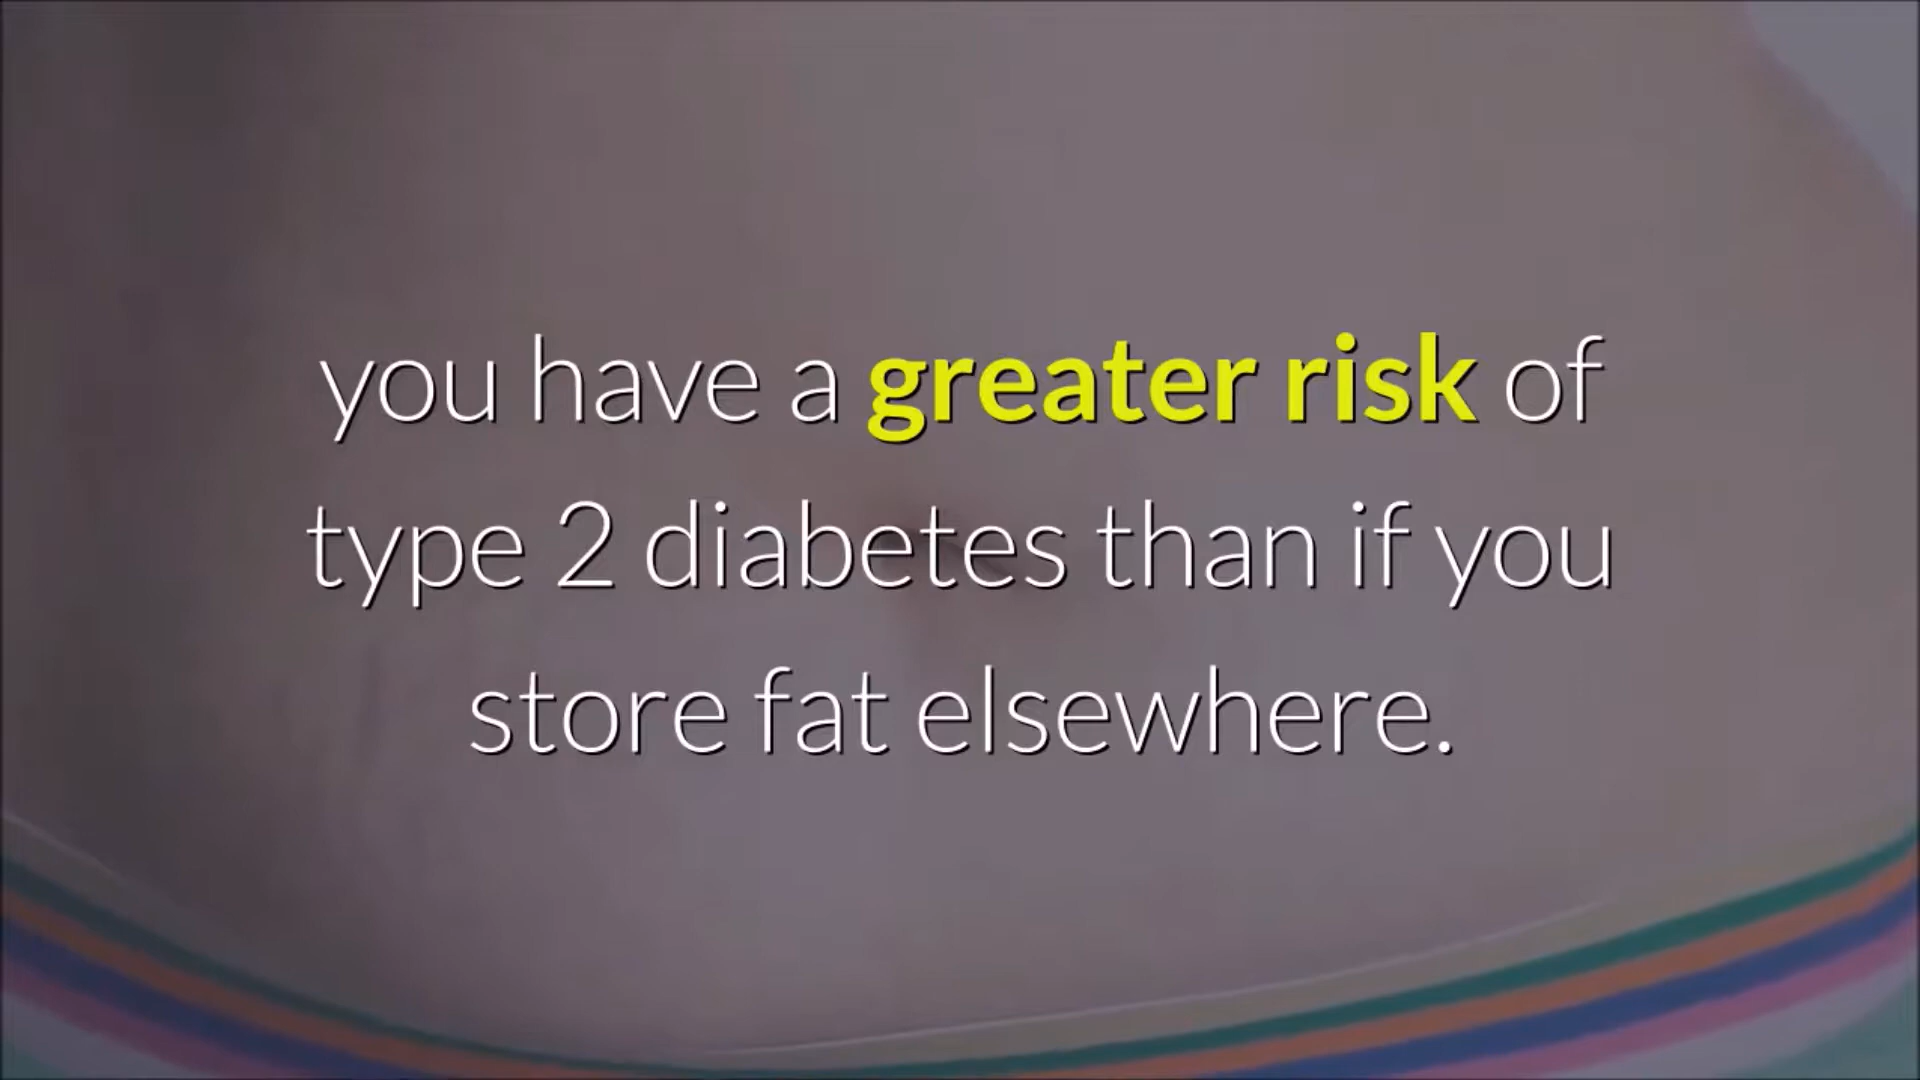 you have a greater risk of
type 2 diabetes than if you
store fat elsewhere.